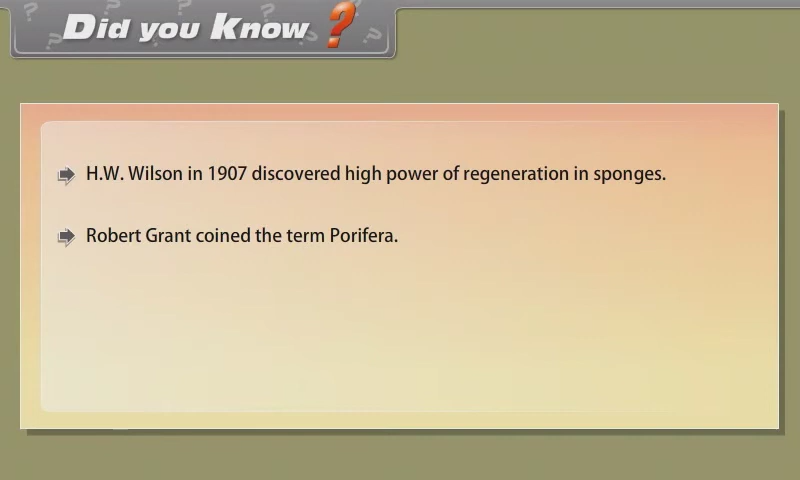 Did you Know ?
H.W. Wilson in 1907 discovered high power of regeneration in sponges.
Robert Grant coined the term Porifera.